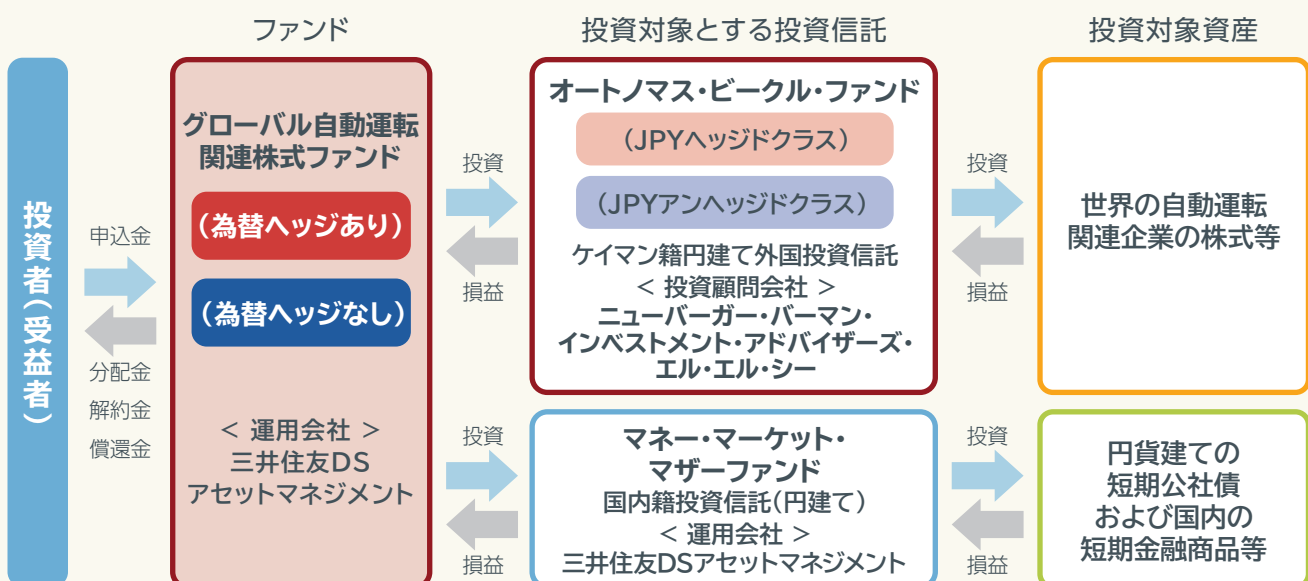 ファンド
投資対象とする投資信託
投資対象資産
投資者(受益者)
申込金
分配金
解約金
償還金
グローバル自動運転
関連株式ファンド
(為替ヘッジあり)
(為替ヘッジなし)
< 運用会社 >
三井住友DS
アセットマネジメント
投資
損益
投資
損益
オートノマス・ビークル・ファンド
(JPYヘッジドクラス)
(JPYアンヘッジドクラス)
ケイマン籍円建て外国投資信託
< 投資顧問会社 >
ニューバーガー・バーマン・
インベストメント・アドバイザーズ・
エル・エル・シー
マネー・マーケット・
マザーファンド
国内籍投資信託(円建て)
< 運用会社 >
三井住友DSアセットマネジメント
投資
損益
投資
損益
世界の自動運転
関連企業の株式等
円貨建ての
短期公社債
および国内の
短期金融商品等